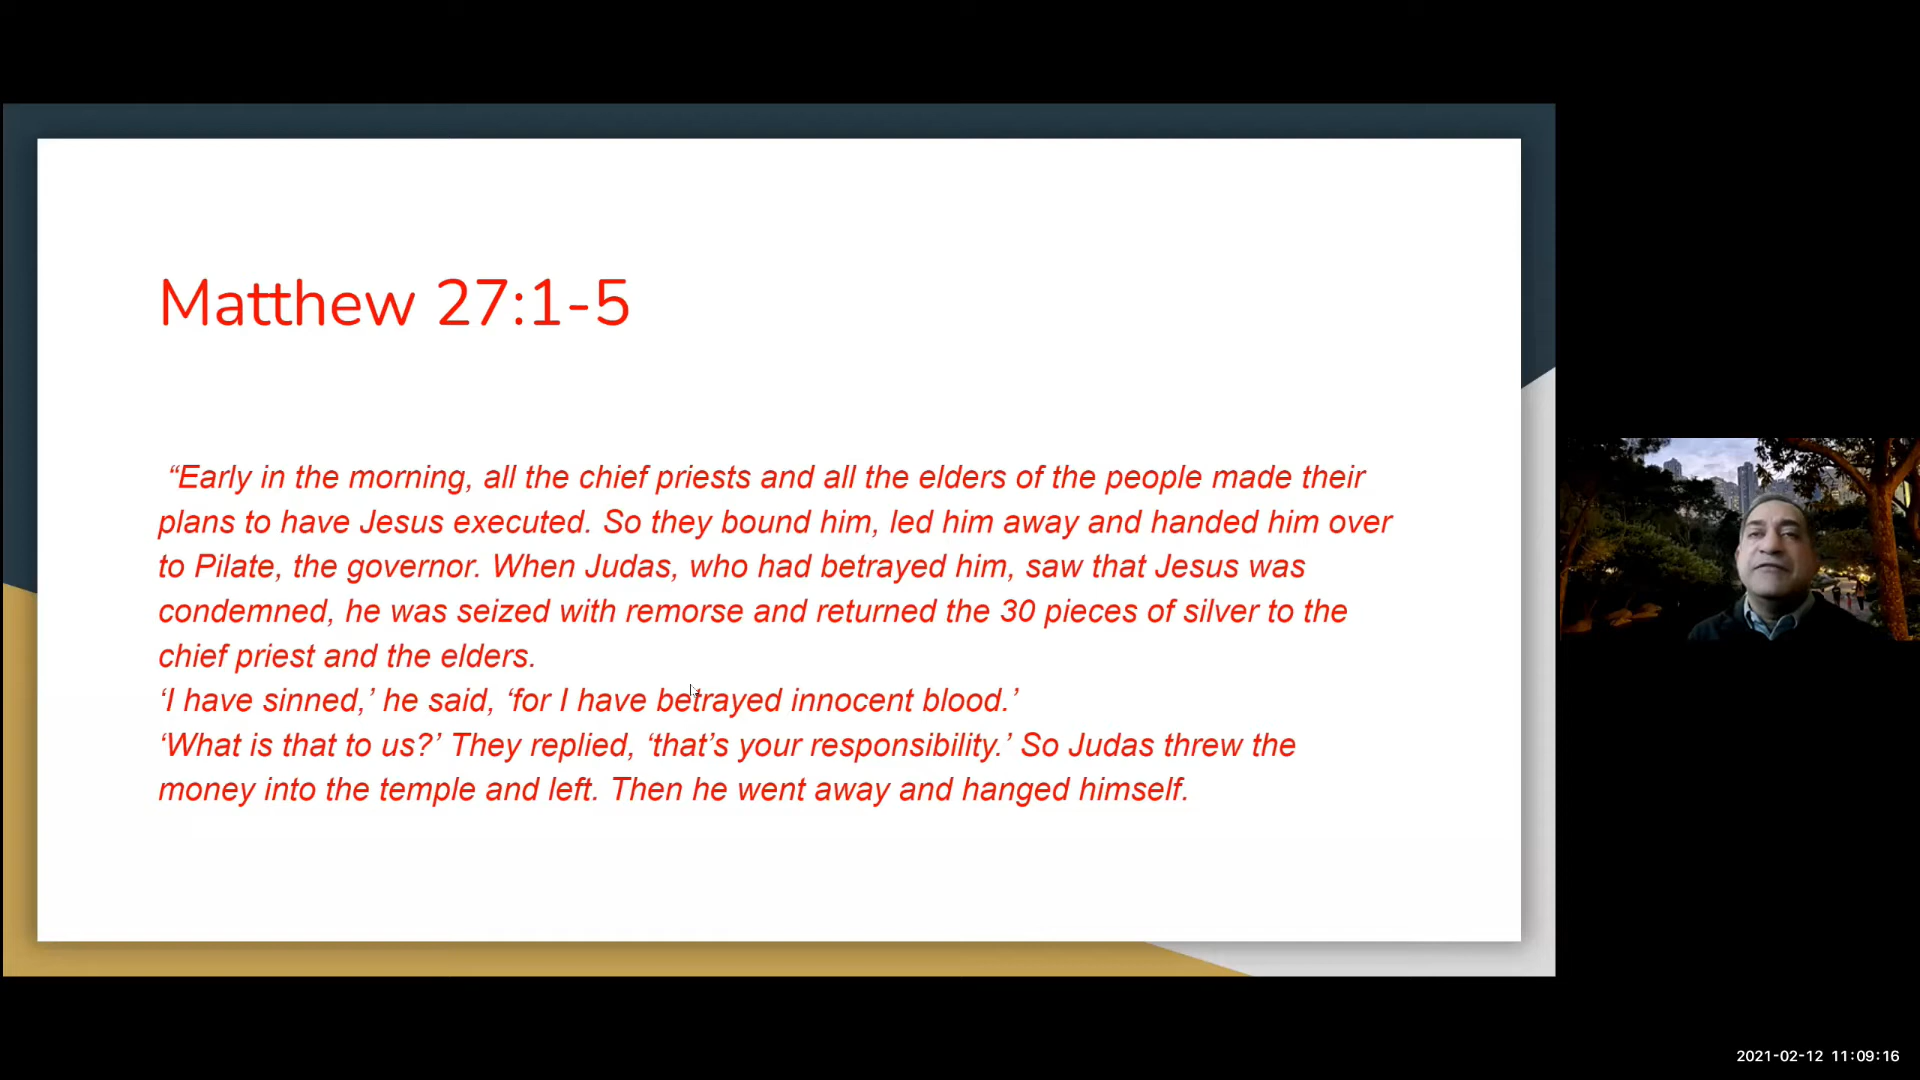 Matthew 27:1-5
“Early in the morning, all the chief priests and all the elders of the people made their
plans to have Jesus executed. So they bound him, led him away and handed him over
to Pilate, the governor. When Judas, who had betrayed him, saw that Jesus was
condemned, he was seized with remorse and returned the 30 pieces of silver to the
chief priest and the elders.
‘I have sinned,’ he said, ‘for I have betrayed innocent blood.’
‘What is that to us?’ They replied, ‘that’s your responsibility.’ So Judas threw the
money into the temple and left. Then he went away and hanged himself.
2021-02-12 11:09:16